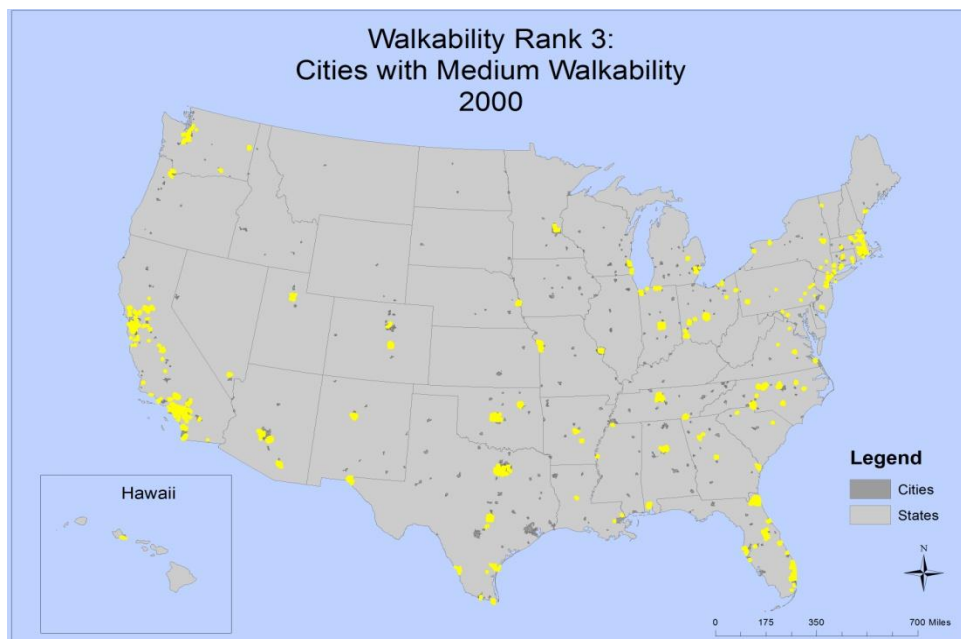 Walkability Rank 3:
Cities with Medium Walkability
2000
Hawaii
Legend
Cities
States
N
0 175 350 700 Miles